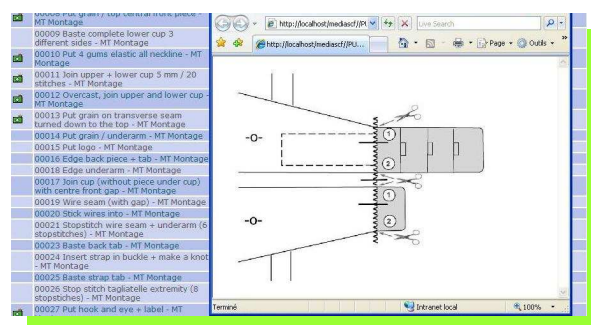 00008 Put grain / top central front piece -
MT Montage
00009 Baste complete lower cup 3
different sides - MT Montage
00010 Put 4 gums elastic all neckline - MT
Montage
00011 Join upper + lower cup 5 mm / 20
stitches - MT Montage
00012 Overcast, join upper and lower cup -
MT Montage
00013 Put grain on transverse seam
turned down to the top - MT Montage
00014 Put grain / underarm - MT Montage
00015 Put logo - MT Montage
00016 Edge back piece + tab - MT Montage
00018 Edge underarm - MT Montage
00017 Join cup (without piece under cup)
with centre front gap - MT Montage
00019 Wire seam (with gap) - MT Montage
00020 Stick wires into - MT Montage
00021 Stopstitch wire seam + underarm (6
stopstitches) - MT Montage
00023 Baste back tab - MT Montage
00024 Insert strap in buckle + make a knot
- MT Montage
00025 Baste strap tab - MT Montage
00026 Stop stitch tagliatelle extremity (8
stopstiches) - MT Montage
00027 Put hook and eye + label - MT
http://localhost/mediascf//PU
Live Search
http://localhost/mediascf//PU...
Page
Outils
»
-O-
1
2
-O-
1
2
Terminé
Intranet local
100%